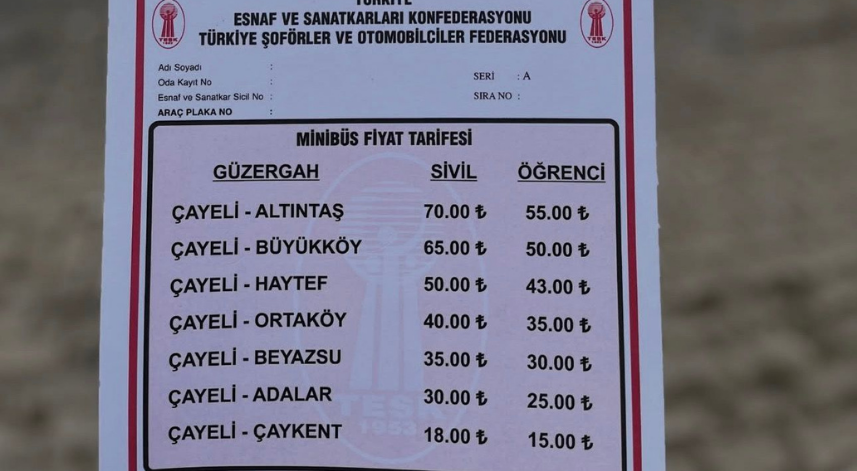 TÜRKİYE
ESNAF VE SANATKARLARI KONFEDERASYONU
TÜRKİYE ŞOFÖRLER VE OTOMOBİLCİLER FEDERASYONU
TESK
TESK
Adı Soyadı :
Oda Kayıt No :
Esnaf ve Sanatkar Sicil No :
ARAÇ PLAKA NO :
SERİ : A
SIRA NO :
MİNİBÜS FİYAT TARİFESİ
GÜZERGAH SİVİL ÖĞRENCİ
ÇAYELİ - ALTINTAŞ 70.00 ₺ 55.00 ₺
ÇAYELİ - BÜYÜKKÖY 65.00 ₺ 50.00 ₺
ÇAYELİ - HAYTEF 50.00 ₺ 43.00 ₺
ÇAYELİ - ORTAKÖY 40.00 ₺ 35.00 ₺
ÇAYELİ - BEYAZSU 35.00 ₺ 30.00 ₺
ÇAYELİ - ADALAR 30.00 ₺ 25.00 ₺
ÇAYELİ - ÇAYKENT 18.00 ₺ 15.00 ₺
TESK
1953